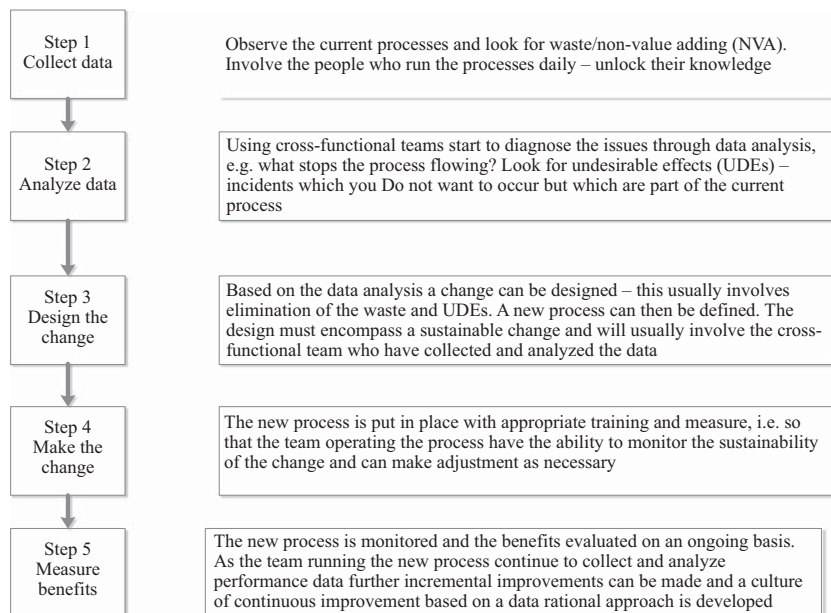 Step 1
Collect data
Observe the current processes and look for waste/non-value adding (NVA).
Involve the people who run the processes daily – unlock their knowledge
Step 2
Analyze data
Using cross-functional teams start to diagnose the issues through data analysis,
e.g. what stops the process flowing? Look for undesirable effects (UDEs) –
incidents which you Do not want to occur but which are part of the current
process
Step 3
Design the
change
Based on the data analysis a change can be designed – this usually involves
elimination of the waste and UDEs. A new process can then be defined. The
design must encompass a sustainable change and will usually involve the cross-
functional team who have collected and analyzed the data
Step 4
Make the
change
The new process is put in place with appropriate training and measure, i.e. so
that the team operating the process have the ability to monitor the sustainability
of the change and can make adjustment as necessary
Step 5
Measure
benefits
The new process is monitored and the benefits evaluated on an ongoing basis.
As the team running the new process continue to collect and analyze
performance data further incremental improvements can be made and a culture
of continuous improvement based on a data rational approach is developed